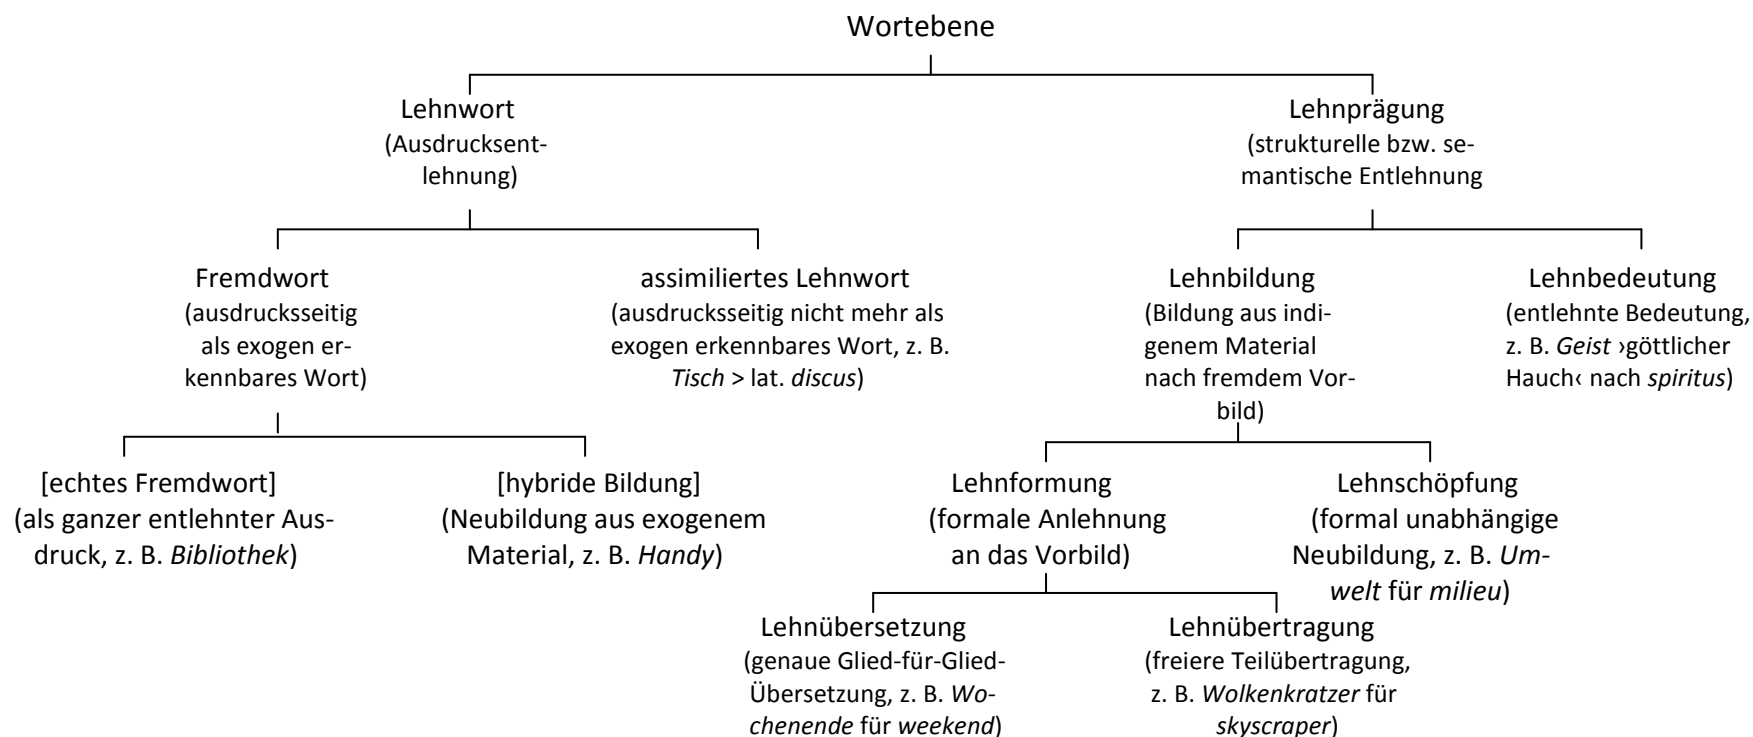 Wortebene
Lehnwort
(Ausdrucksent-
lehnung)
Lehnprägung
(strukturelle bzw. se-
mantische Entlehnung
Fremdwort
(ausdrucksseitig
als exogen er-
kennbares Wort)
assimiliertes Lehnwort
(ausdrucksseitig nicht mehr als
exogen erkennbares Wort, z. B.
Tisch > lat. discus)
Lehnbildung
(Bildung aus indi-
genem Material
nach fremdem Vor-
bild)
Lehnbedeutung
(entlehnte Bedeutung,
z. B. Geist ›göttlicher
Hauch‹ nach spiritus)
[echtes Fremdwort]
(als ganzer entlehnter Aus-
druck, z. B. Bibliothek)
[hybride Bildung]
(Neubildung aus exogenem
Material, z. B. Handy)
Lehnformung
(formale Anlehnung
an das Vorbild)
Lehnschöpfung
(formal unabhängige
Neubildung, z. B. Um-
welt für milieu)
Lehnübersetzung
(genaue Glied-für-Glied-
Übersetzung, z. B. Wo-
chenende für weekend)
Lehnübertragung
(freiere Teilübertragung,
z. B. Wolkenkratzer für
skyscraper)